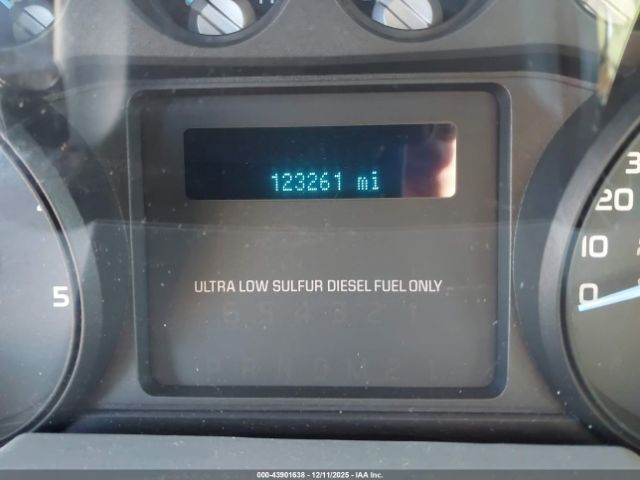 123261 mi
3
20
10
0
5
ULTRA LOW SULFUR DIESEL FUEL ONLY
000-43901638 - 12/11/2025 - IAA Inc.